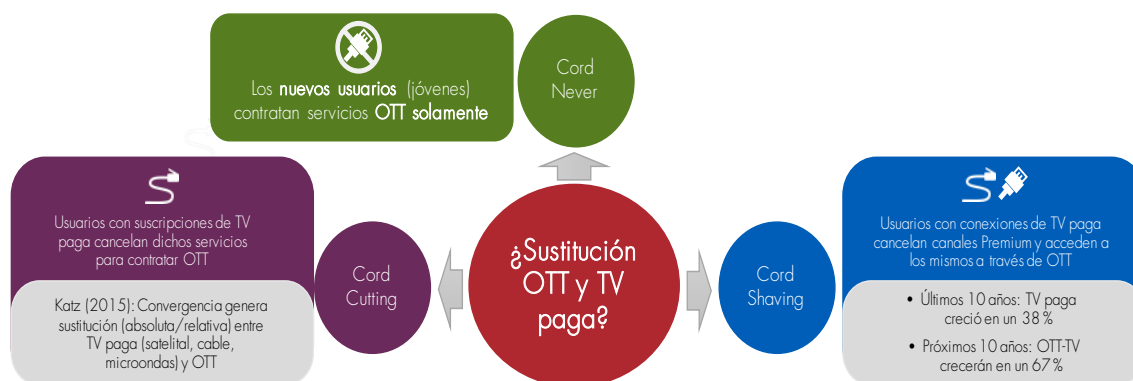 Los nuevos usuarios (jóvenes)
contratan servicios OTT solamente
Cord
Never
Usuarios con suscripciones de TV
paga cancelan dichos servicios
para contratar OTT
Katz (2015): Convergencia genera
sustitución (absoluta/relativa) entre
TV paga (satelital, cable,
microondas) y OTT
Cord
Cutting
¿Sustitución
OTT y TV
paga?
Cord
Shaving
Usuarios con conexiones de TV paga
cancelan canales Premium y acceden a
los mismos a través de OTT
• Últimos 10 años: TV paga
creció en un 38 %
• Próximos 10 años: OTT-TV
crecerán en un 67 %